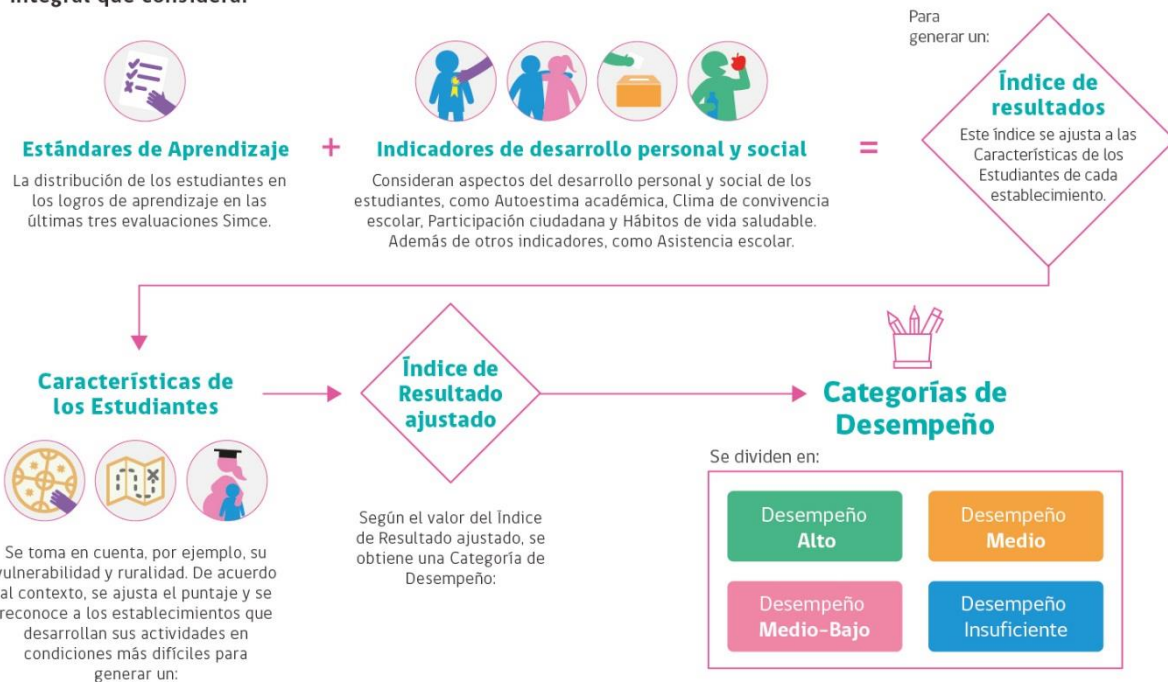 integral que considera:
Estándares de Aprendizaje
La distribución de los estudiantes en
los logros de aprendizaje en las
últimas tres evaluaciones Simce.
+
Indicadores de desarrollo personal y social
Consideran aspectos del desarrollo personal y social de los
estudiantes, como Autoestima académica, Clima de convivencia
escolar, Participación ciudadana y Hábitos de vida saludable.
Además de otros indicadores, como Asistencia escolar.
=
Para
generar un:
Índice de
resultados
Este índice se ajusta a las
Características de los
Estudiantes de cada
establecimiento.
Características de
los Estudiantes
Se toma en cuenta, por ejemplo, su
vulnerabilidad y ruralidad. De acuerdo
al contexto, se ajusta el puntaje y se
reconoce a los establecimientos que
desarrollan sus actividades en
condiciones más difíciles para
generar un:
Índice de
Resultado
ajustado
Según el valor del Índice
de Resultado ajustado, se
obtiene una Categoría de
Desempeño:
Categorías de
Desempeño
Se dividen en:
Desempeño
Alto
Desempeño
Medio
Desempeño
Medio-Bajo
Desempeño
Insuficiente